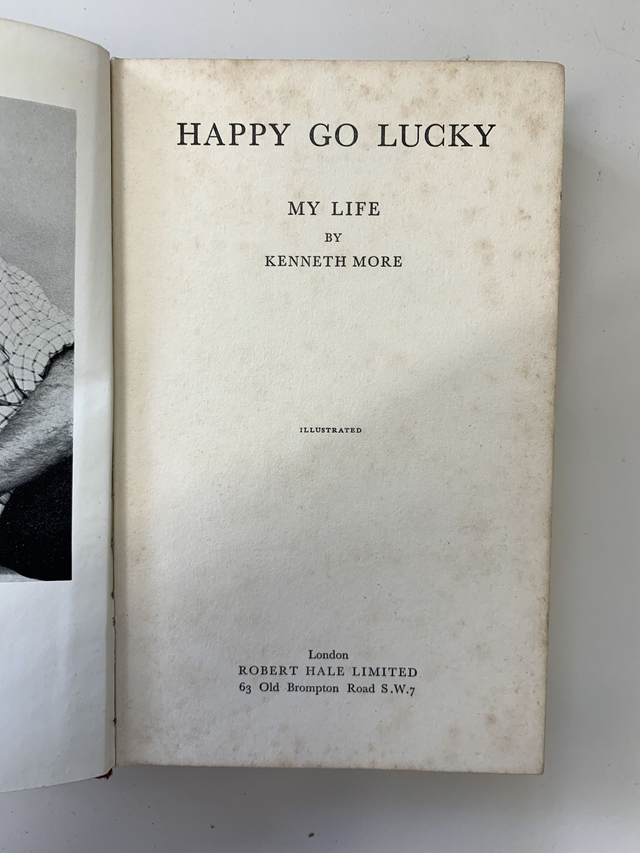 HAPPY GO LUCKY
MY LIFE
BY
KENNETH MORE
ILLUSTRATED
London
ROBERT HALE LIMITED
63 Old Brompton Road S.W.7